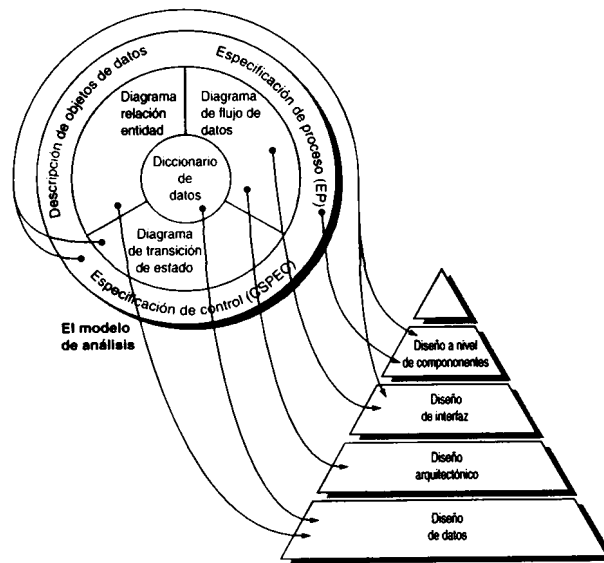 Descripción de objetos de datos
Especificación de proceso (EP)
Diagrama
relación
entidad
Diagrama
de flujo de
datos
Diccionario
de
datos
Diagrama
de transición
de estado
Especificación de control (CSPEC)
El modelo
de análisis
Diseño a nivel
de compononentes
Diseño
de interfaz
Diseño
arquitectónico
Diseño
de datos